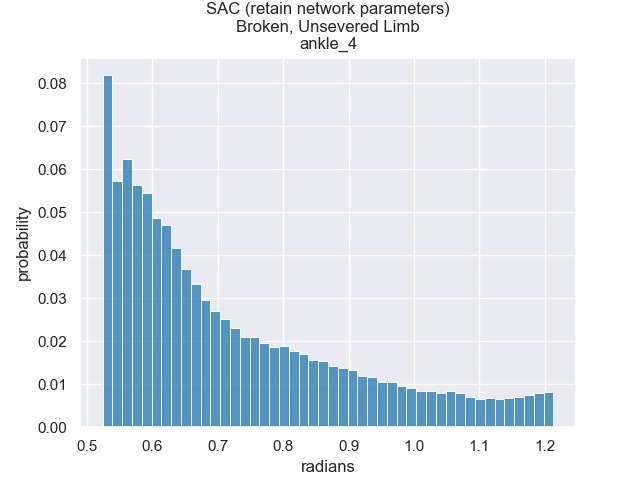 SAC (retain network parameters)
Broken, Unsevered Limb
ankle_4
0.08
0.07
0.06
0.05
0.04
0.03
0.02
0.01
0.00
probability
0.5 0.6 0.7 0.8 0.9 1.0 1.1 1.2
radians